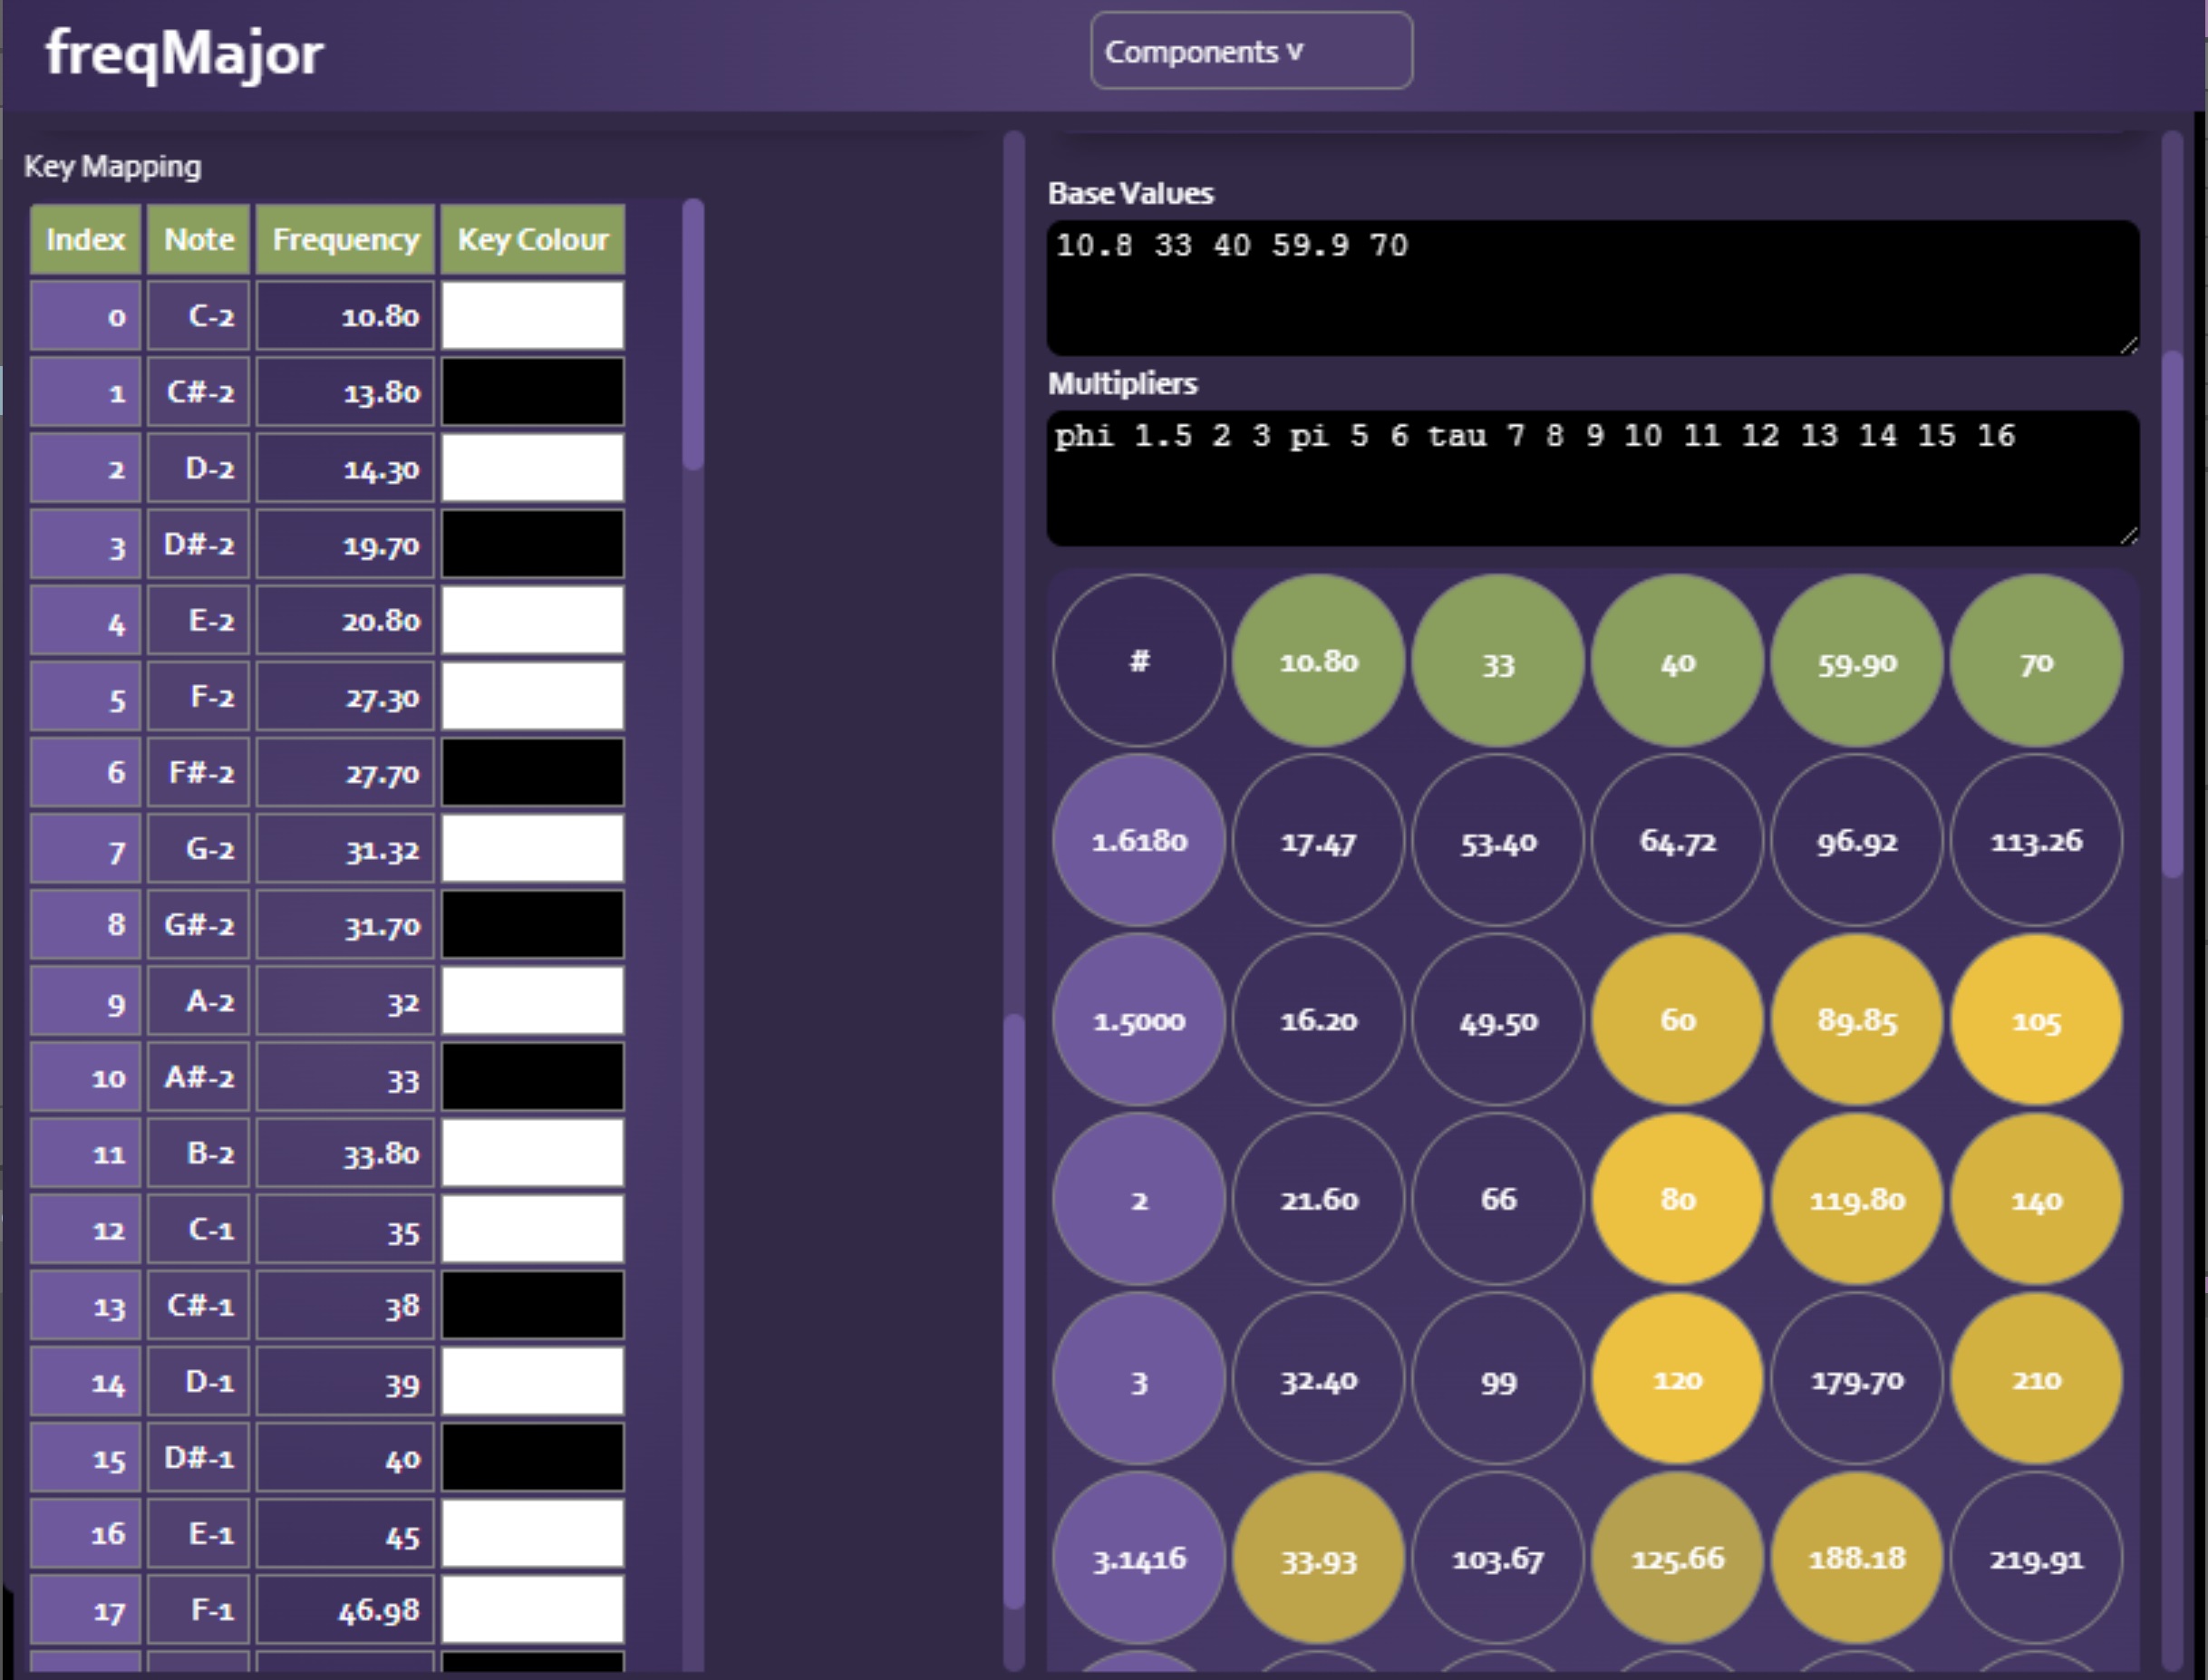 freqMajor
Components v
Key Mapping
Index Note Frequency Key Colour
0 C-2 10.80
1 C#-2 13.80
2 D-2 14.30
3 D#-2 19.70
4 E-2 20.80
5 F-2 27.30
6 F#-2 27.70
7 G-2 31.32
8 G#-2 31.70
9 A-2 32
10 A#-2 33
11 B-2 33.80
12 C-1 35
13 C#-1 38
14 D-1 39
15 D#-1 40
16 E-1 45
17 F-1 46.98
Base Values
10.8 33 40 59.9 70
Multipliers
phi 1.5 2 3 pi 5 6 tau 7 8 9 10 11 12 13 14 15 16
# 10.80 33 40 59.90 70
1.6180 17.47 53.40 64.72 96.92 113.26
1.5000 16.20 49.50 60 89.85 105
2 21.60 66 80 119.80 140
3 32.40 99 120 179.70 210
3.1416 33.93 103.67 125.66 188.18 219.91